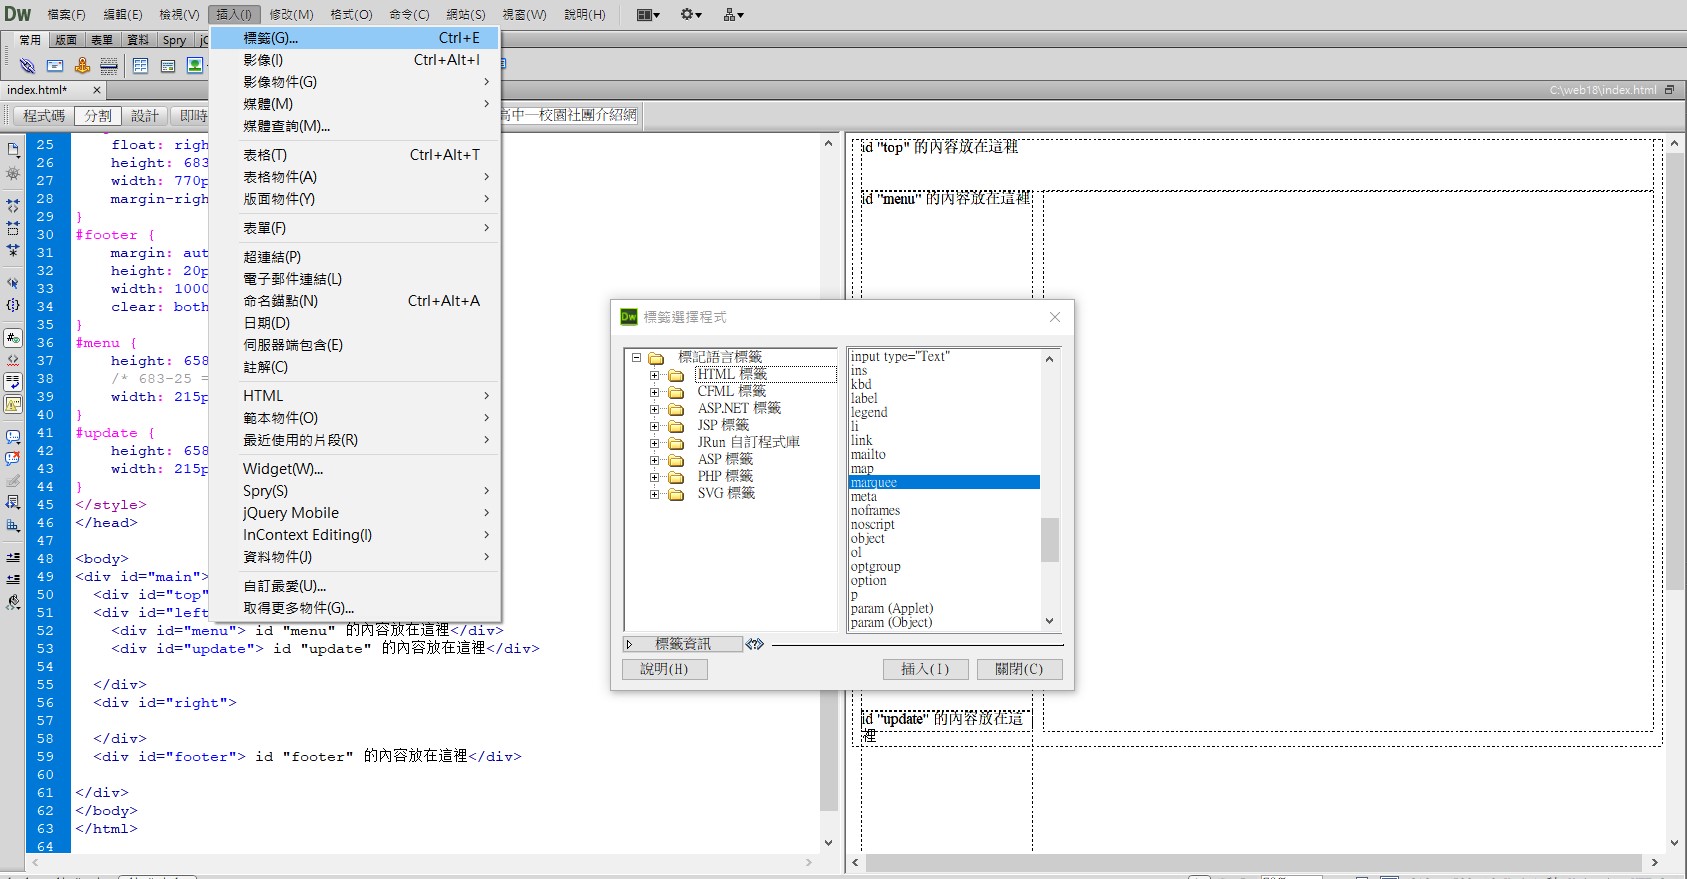 Dw 檔案(F) 編輯(E) 檢視(V) 插入(I) 修改(M) 格式(O) 命令(C) 網站(S) 視窗(W) 說明(H)
常用 版面 表單 資料 Spry
index.html*
C:\web18\index.html
程式碼 分割 設計 即時
高中一校園社團介紹網
標籤(G)... Ctrl+E
影像(I) Ctrl+Alt+I
影像物件(G)
媒體(M)
媒體查詢(M)...
表格(T) Ctrl+Alt+T
表格物件(A)
版面物件(Y)
表單(F)
超連結(P)
電子郵件連結(L)
命名錨點(N) Ctrl+Alt+A
日期(D)
伺服器端包含(E)
註解(C)
HTML
範本物件(O)
最近使用的片段(R)
Widget(W)...
Spry(S)
jQuery Mobile
InContext Editing(I)
資料物件(J)
自訂最愛(U)...
取得更多物件(G)...
25 float: righ
26 height: 683
27 width: 770p
28 margin-righ
29 }
30 #footer {
31 margin: aut
32 height: 20p
33 width: 1000
34 clear: both
35 }
36 #menu {
37 height: 658
38 /* 683-25 =
39 width: 215p
40 }
41 #update {
42 height: 658
43 width: 215p
44 }
45 </style>
46 </head>
47
48 <body>
49 <div id="main">
50 <div id="top"
51 <div id="left
52 <div id="menu"> id "menu" 的內容放在這裡</div>
53 <div id="update"> id "update" 的內容放在這裡</div>
54
55 </div>
56 <div id="right">
57
58 </div>
59 <div id="footer"> id "footer" 的內容放在這裡</div>
60
61 </div>
62 </body>
63 </html>
64
id "top" 的內容放在這裡
id "menu" 的內容放在這裡
id "update" 的內容放在這
裡
Dw 標籤選擇程式
標記語言標籤
HTML 標籤
CFML 標籤
ASP.NET 標籤
JSP 標籤
JRun 自訂程式庫
ASP 標籤
PHP 標籤
SVG 標籤
input type="Text"
ins
kbd
label
legend
li
link
mailto
map
marquee
meta
noframes
noscript
object
ol
optgroup
option
p
param (Applet)
param (Object)
標籤資訊
說明(H) 插入(I) 關閉(C)